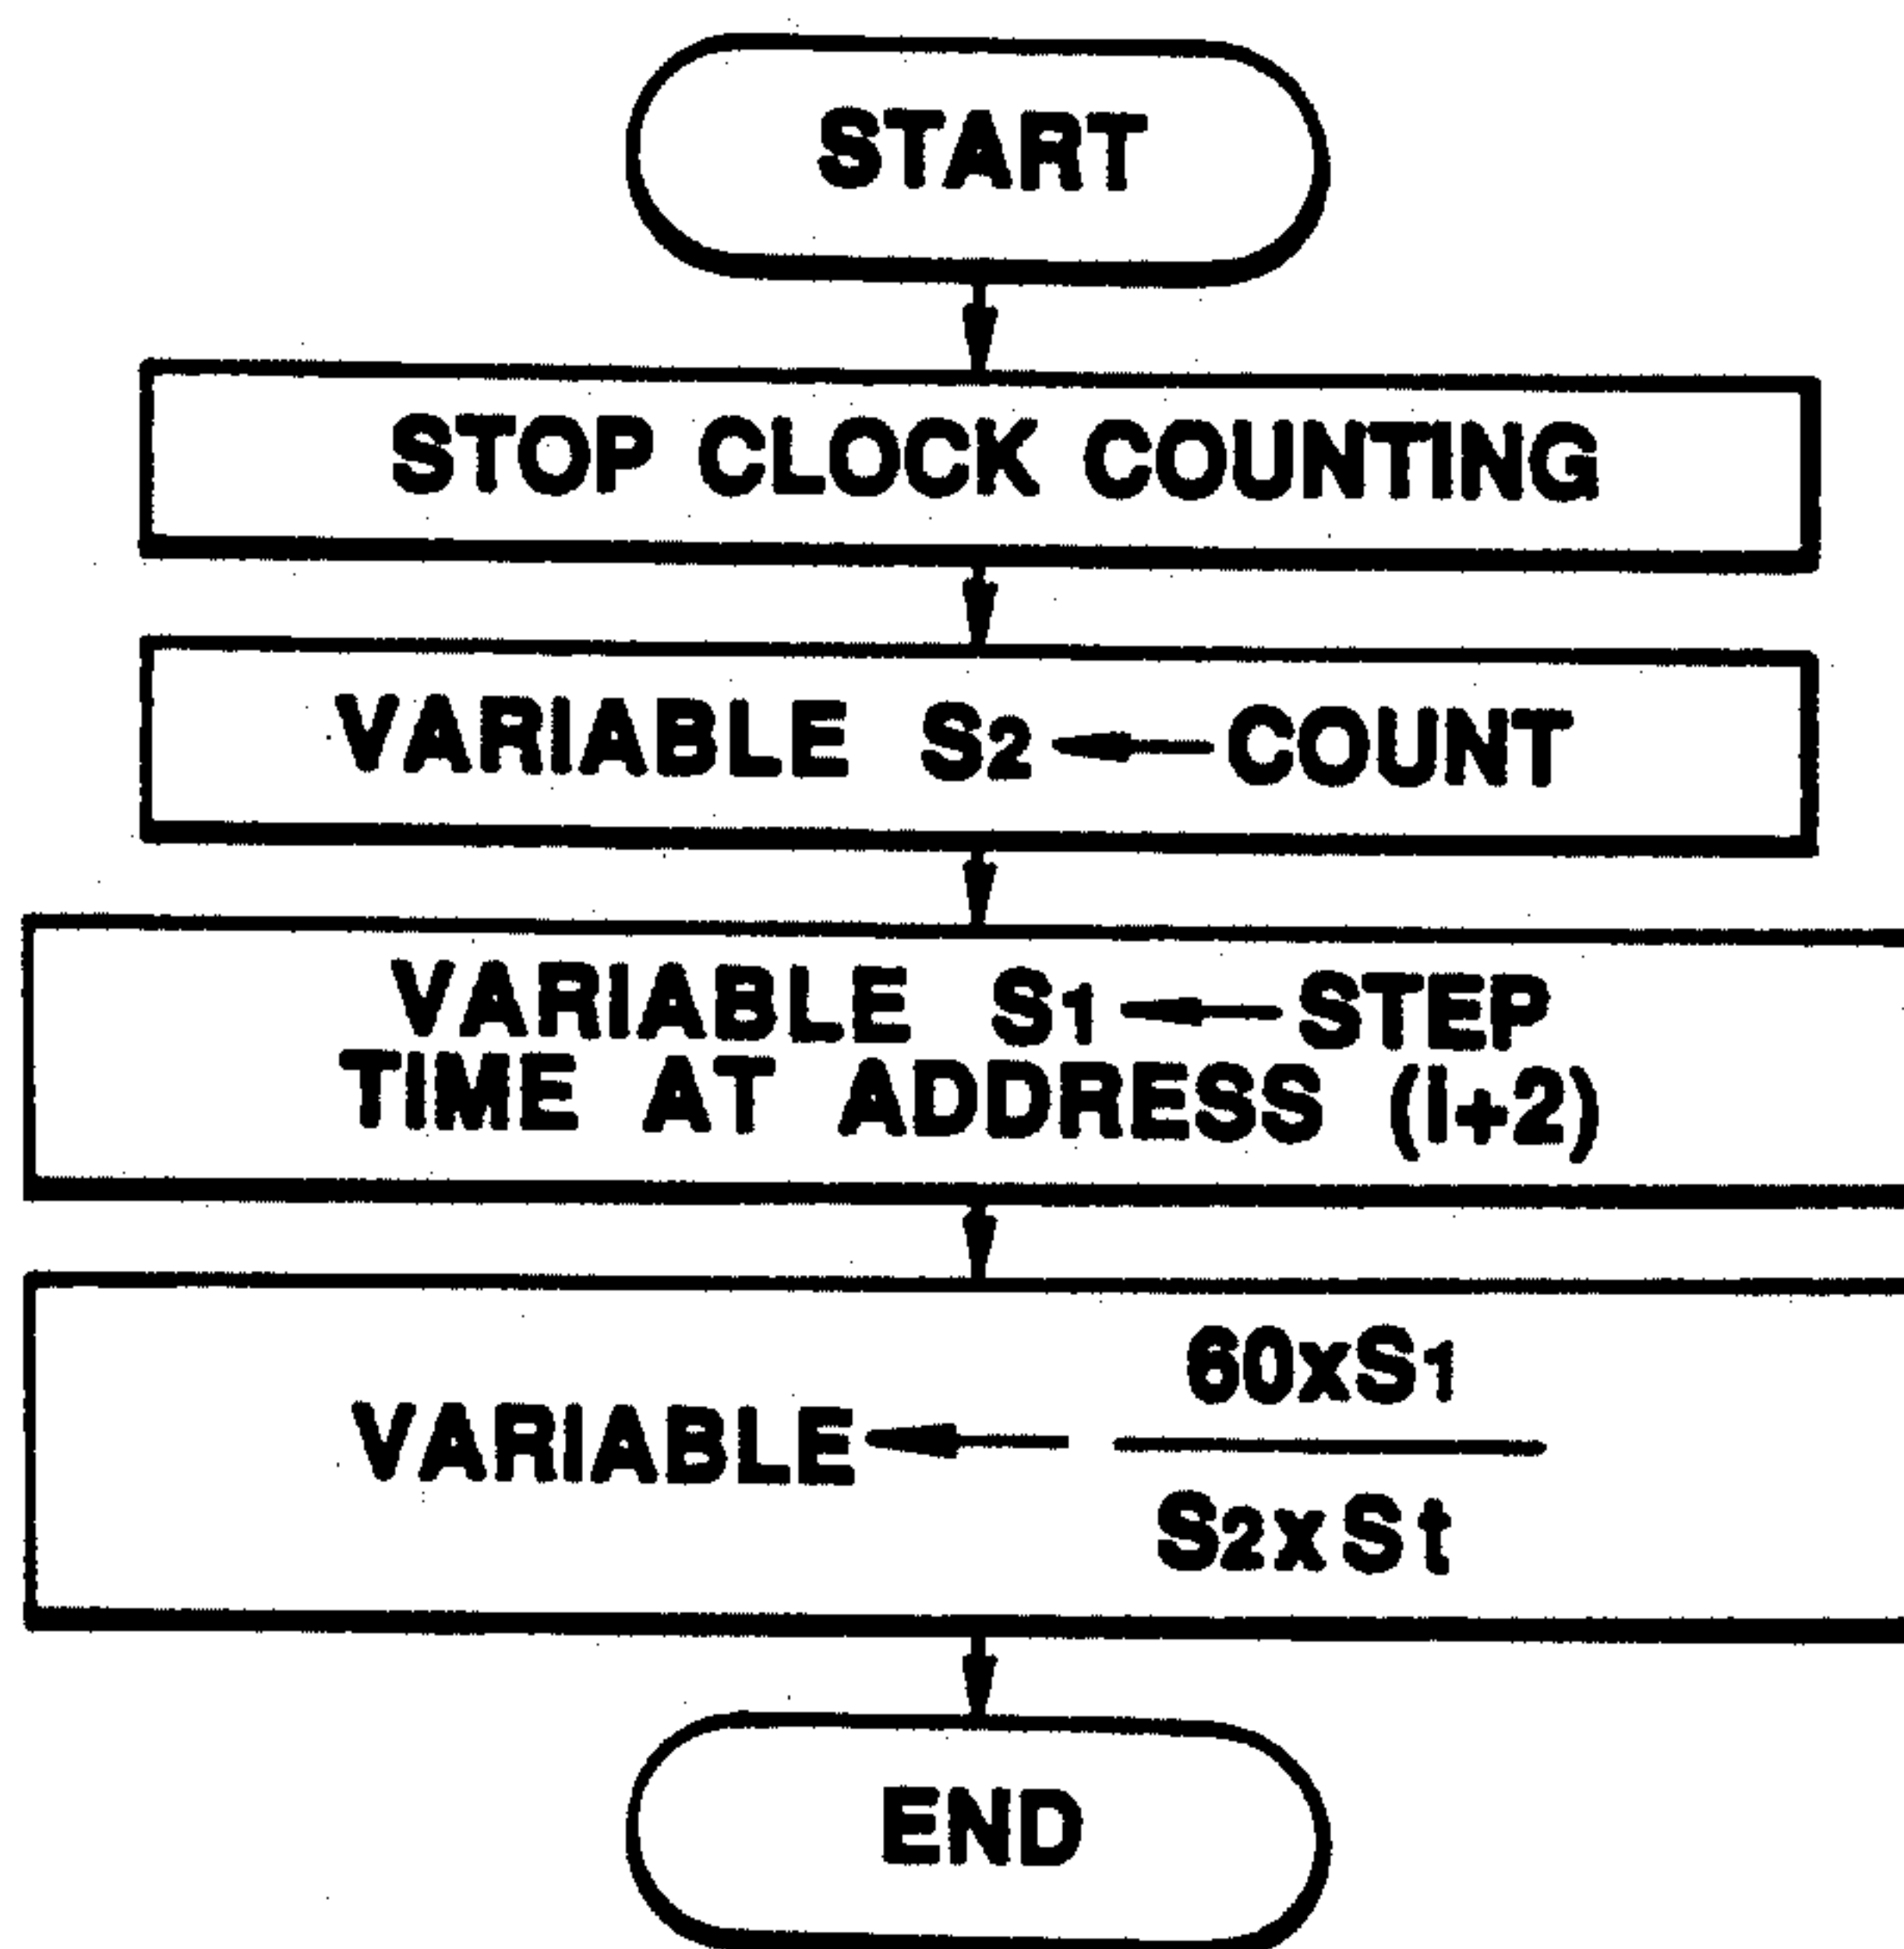 START
STOP CLOCK COUNTING
VARIABLE S2 ← COUNT
VARIABLE S1 ← STEP
TIME AT ADDRESS (I+2)
60xS1
VARIABLE ←
S2xSt
END